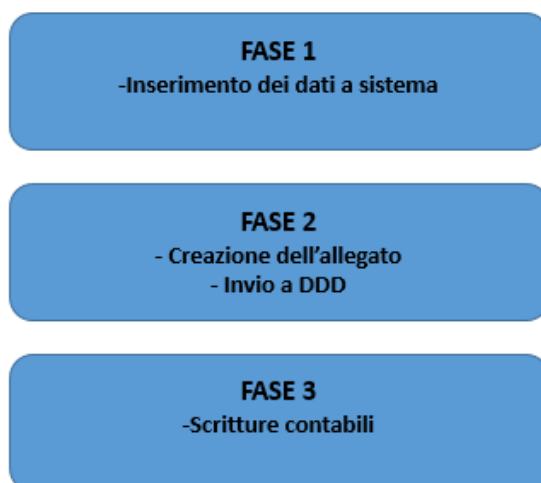 FASE 1
-Inserimento dei dati a sistema
FASE 2
- Creazione dell’allegato
- Invio a DDD
FASE 3
-Scritture contabili